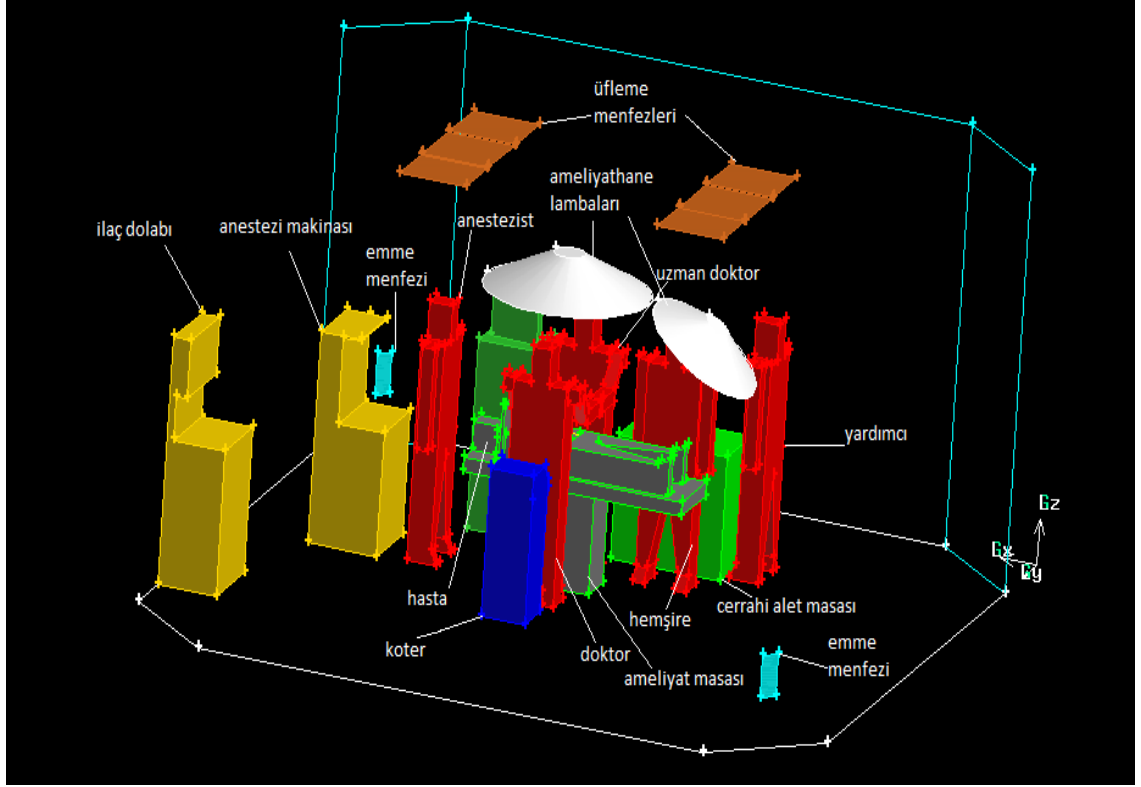 üfleme
menfezleri
ameliyathane
lambaları
ilaç dolabı
anestezi makinası
anestezist
emme
menfezi
uzman doktor
yardımcı
Gz
Gx
Gy
hasta
cerrahi alet masası
hemşire
koter
doktor
ameliyat masası
emme
menfezi